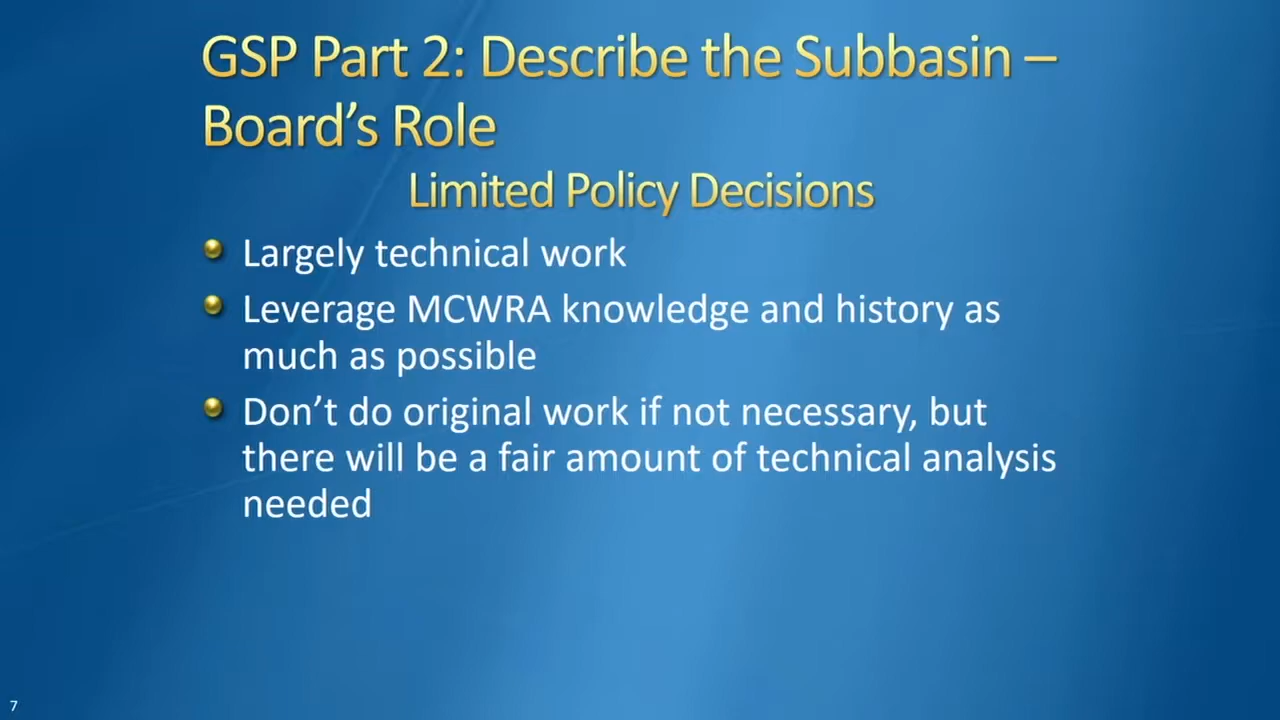 GSP Part 2: Describe the Subbasin –
Board’s Role
Limited Policy Decisions
Largely technical work
Leverage MCWRA knowledge and history as
much as possible
Don’t do original work if not necessary, but
there will be a fair amount of technical analysis
needed
7